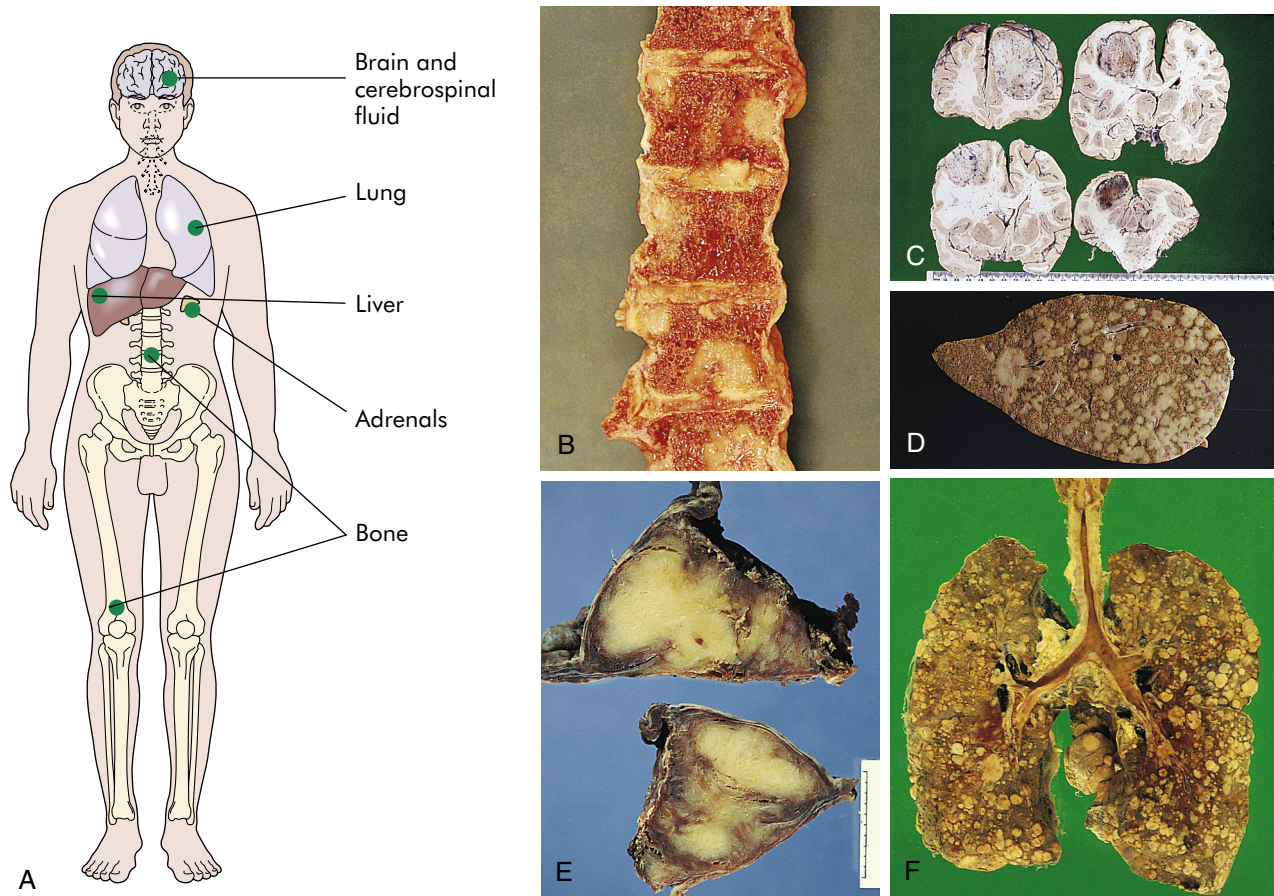 Brain and
cerebrospinal
fluid
Lung
Liver
Adrenals
Bone
A
B
C
D
E
F